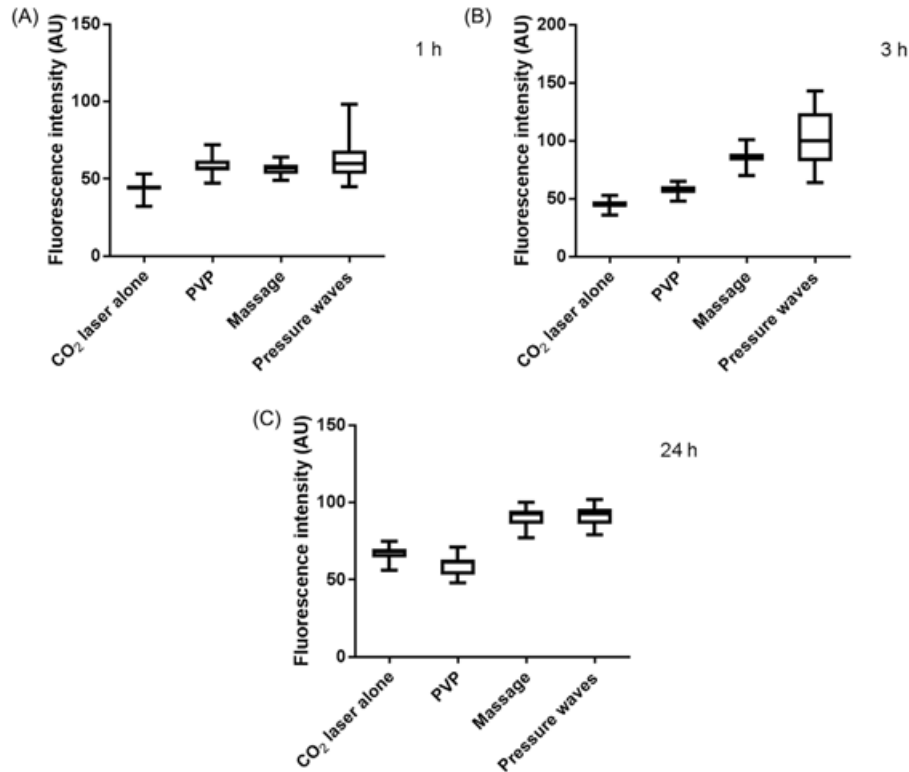 (A)
Fluorescence intensity (AU)
150
100
50
0
1 h
CO₂ laser alone
PVP
Massage
Pressure waves
(B)
Fluorescence intensity (AU)
200
150
100
50
0
3 h
CO₂ laser alone
PVP
Massage
Pressure waves
(C)
Fluorescence intensity (AU)
150
100
50
0
24 h
CO₂ laser alone
PVP
Massage
Pressure waves